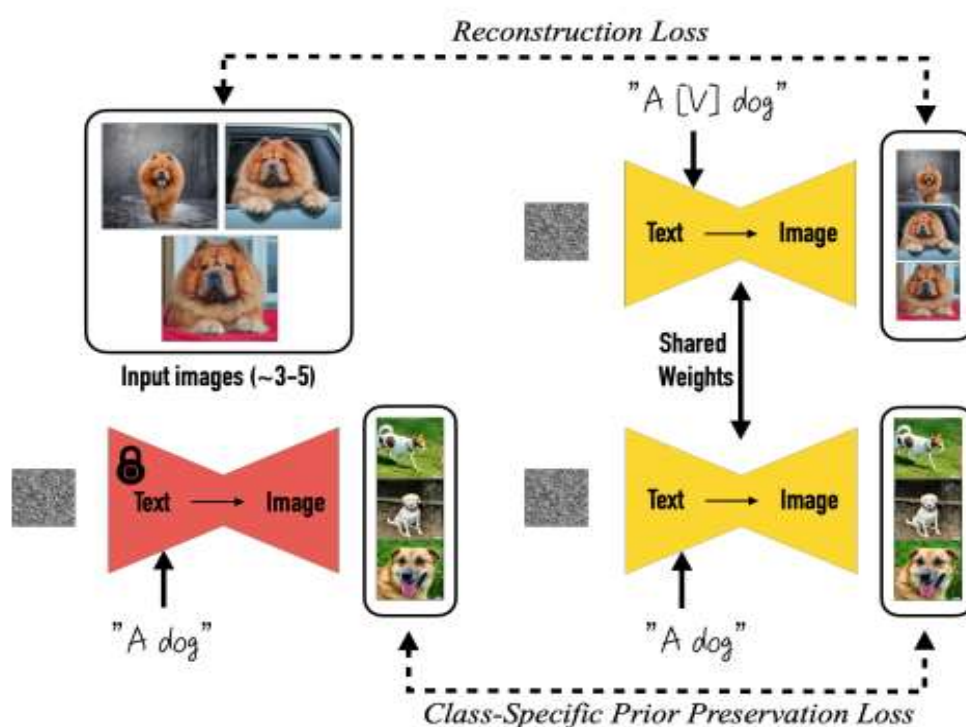 Reconstruction Loss
"A [V] dog"
Text → Image
Input images (~3-5)
Shared
Weights
Text → Image
Text → Image
"A dog"
"A dog"
Class-Specific Prior Preservation Loss